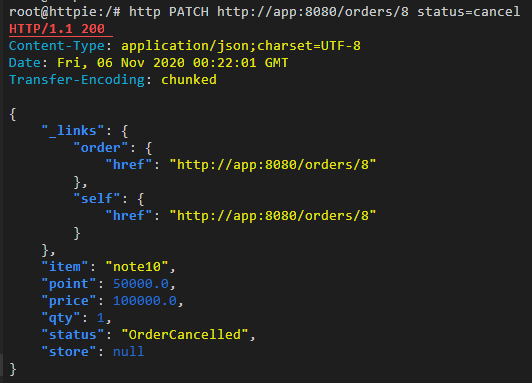 root@httpie:/# http PATCH http://app:8080/orders/8 status=cancel
HTTP/1.1 200
Content-Type: application/json;charset=UTF-8
Date: Fri, 06 Nov 2020 00:22:01 GMT
Transfer-Encoding: chunked
{
    "_links": {
        "order": {
            "href": "http://app:8080/orders/8"
        },
        "self": {
            "href": "http://app:8080/orders/8"
        }
    },
    "item": "note10",
    "point": 50000.0,
    "price": 100000.0,
    "qty": 1,
    "status": "OrderCancelled",
    "store": null
}